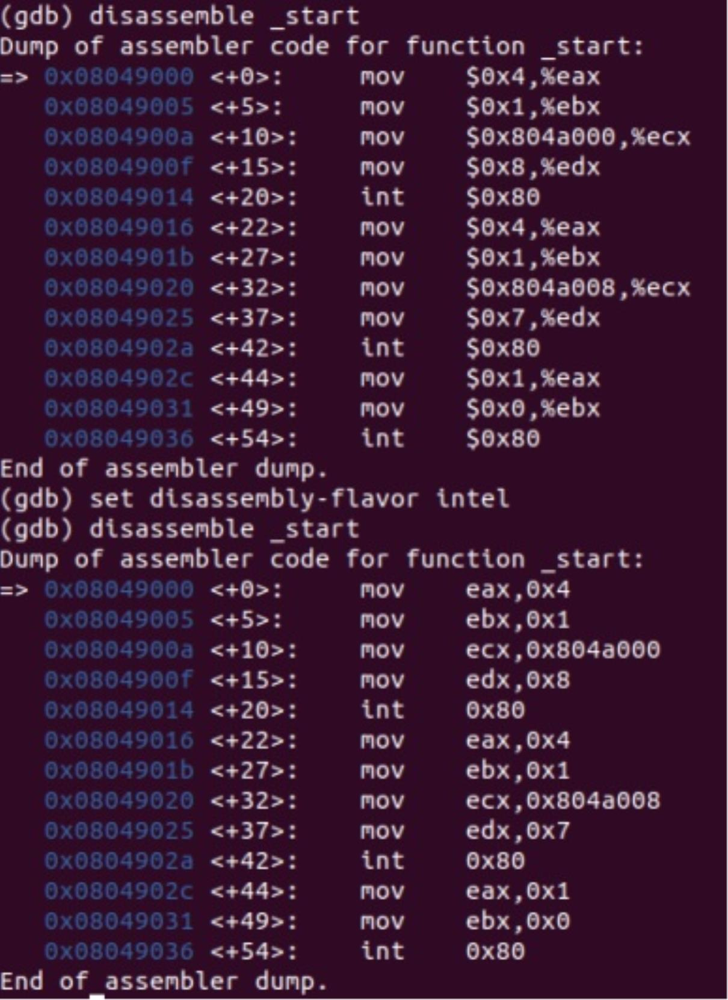 (gdb) disassemble _start
Dump of assembler code for function _start:
=> 0x08049000 <+0>:     mov    $0x4,%eax
   0x08049005 <+5>:     mov    $0x1,%ebx
   0x0804900a <+10>:    mov    $0x804a000,%ecx
   0x0804900f <+15>:    mov    $0x8,%edx
   0x08049014 <+20>:    int    $0x80
   0x08049016 <+22>:    mov    $0x4,%eax
   0x0804901b <+27>:    mov    $0x1,%ebx
   0x08049020 <+32>:    mov    $0x804a008,%ecx
   0x08049025 <+37>:    mov    $0x7,%edx
   0x0804902a <+42>:    int    $0x80
   0x0804902c <+44>:    mov    $0x1,%eax
   0x08049031 <+49>:    mov    $0x0,%ebx
   0x08049036 <+54>:    int    $0x80
End of assembler dump.
(gdb) set disassembly-flavor intel
(gdb) disassemble _start
Dump of assembler code for function _start:
=> 0x08049000 <+0>:     mov    eax,0x4
   0x08049005 <+5>:     mov    ebx,0x1
   0x0804900a <+10>:    mov    ecx,0x804a000
   0x0804900f <+15>:    mov    edx,0x8
   0x08049014 <+20>:    int    0x80
   0x08049016 <+22>:    mov    eax,0x4
   0x0804901b <+27>:    mov    ebx,0x1
   0x08049020 <+32>:    mov    ecx,0x804a008
   0x08049025 <+37>:    mov    edx,0x7
   0x0804902a <+42>:    int    0x80
   0x0804902c <+44>:    mov    eax,0x1
   0x08049031 <+49>:    mov    ebx,0x0
   0x08049036 <+54>:    int    0x80
End of assembler dump.